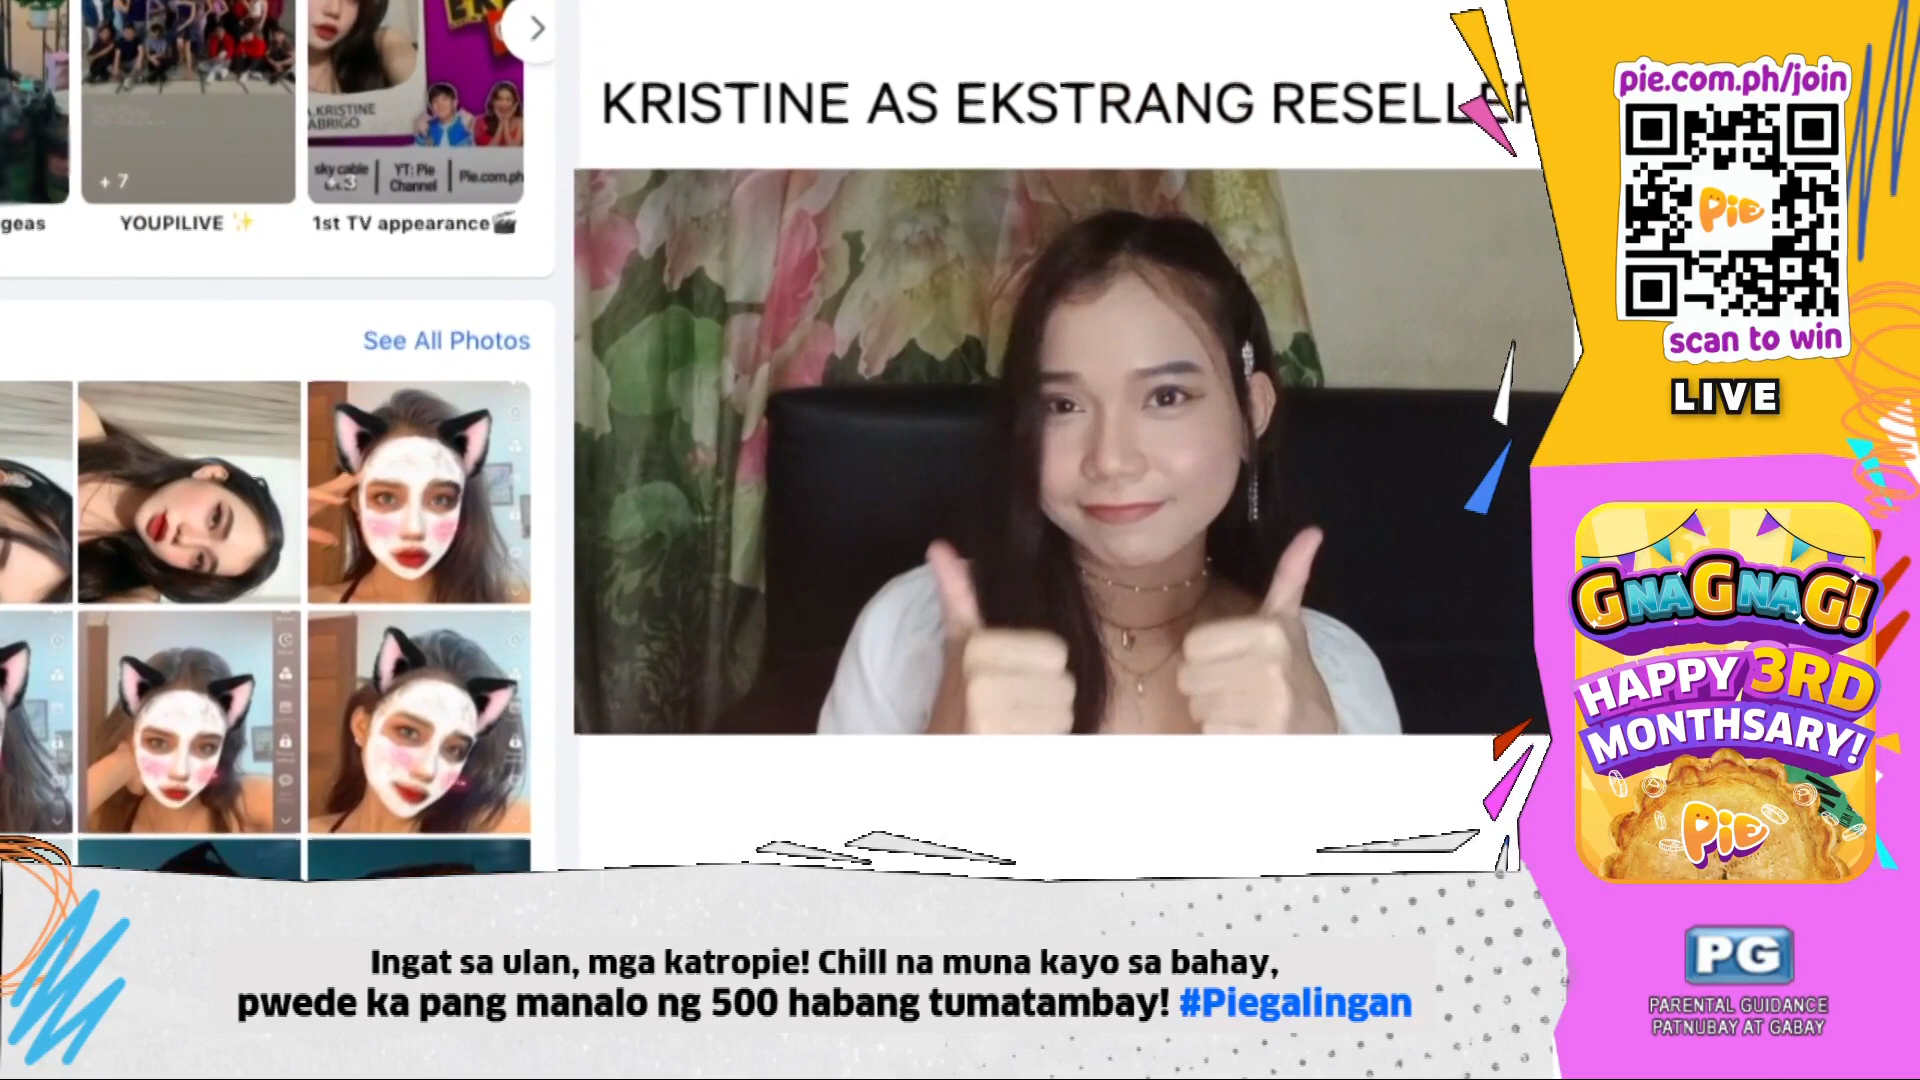 KRISTINE
ABRIGO
sky cable
YT: Pie
Channel
Pie.com.ph
+ 7
+ 3
geas
YOUPILIVE ✨
1st TV appearance🎬
See All Photos
KRISTINE AS EKSTRANG RESELLER
pie.com.ph/join
PiE
scan to win
LIVE
GNAGNAG!
HAPPY 3RD
MONTHSARY!
PiE
PG
PARENTAL GUIDANCE
PATNUBAY AT GABAY
Ingat sa ulan, mga katropie! Chill na muna kayo sa bahay,
pwede ka pang manalo ng 500 habang tumatambay! #Piegalingan